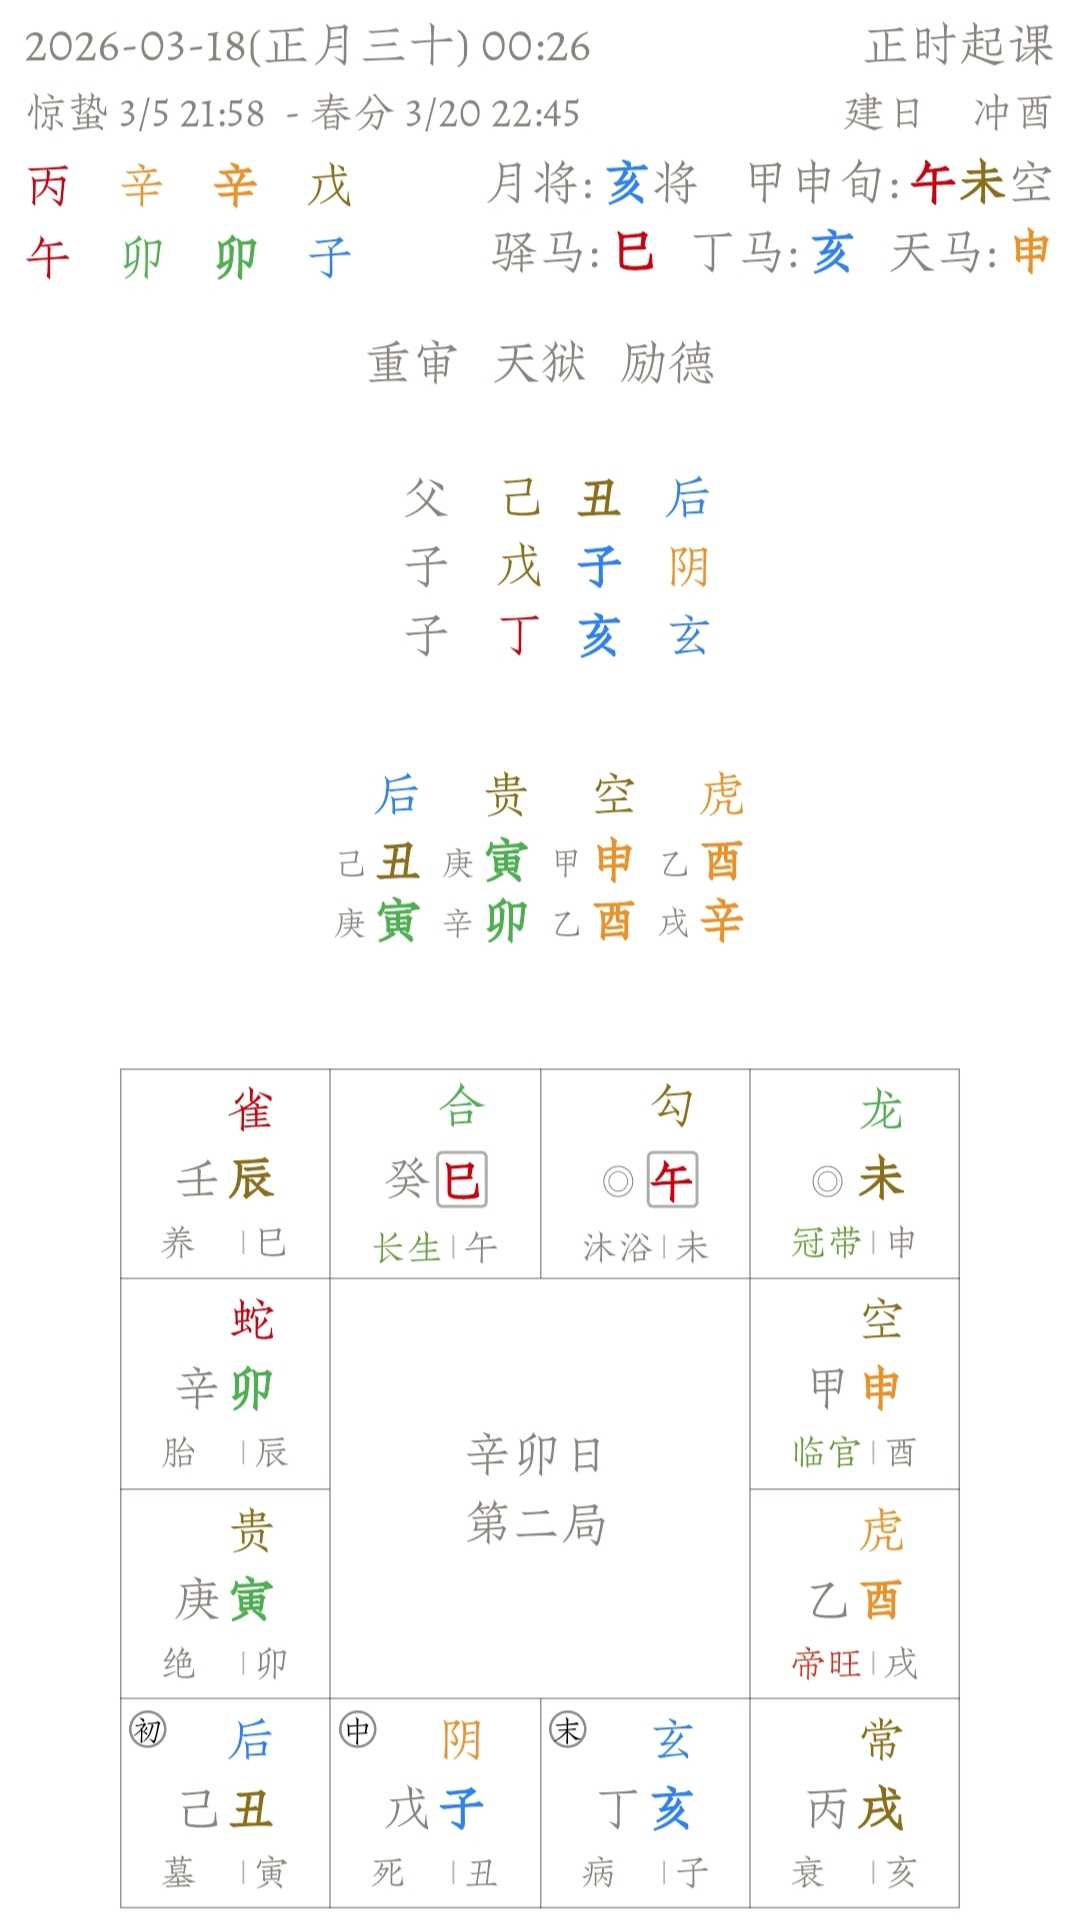 2026-03-18(正月三十) 00:26 正时起课
惊蛰 3/5 21:58 - 春分 3/20 22:45 建日 冲酉
丙 辛 辛 戊 月将:亥将 甲申旬:午未空
午 卯 卯 子 驿马:巳 丁马:亥 天马:申
重审 天狱 励德
父 己 丑 后
子 戊 子 阴
子 丁 亥 玄
后 贵 空 虎
己 丑 庚 寅 甲 申 乙 酉
庚 寅 辛 卯 乙 酉 戌 辛
雀 合 勾 龙
壬 辰 癸 巳 ◎ 午 ◎ 未
养 | 巳 长生 | 午 沐浴 | 未 冠带 | 申
蛇 空
辛 卯 甲 申
胎 | 辰 临官 | 酉
辛卯日
第二局
贵 虎
庚 寅 乙 酉
绝 | 卯 帝旺 | 戌
初 后 中 阴 末 玄 常
己 丑 戊 子 丁 亥 丙 戌
墓 | 寅 死 | 丑 病 | 子 衰 | 亥